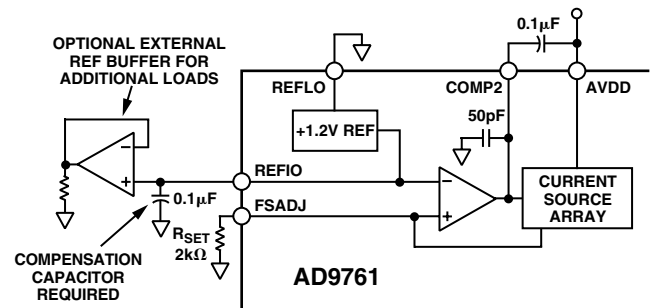 OPTIONAL EXTERNAL
REF BUFFER FOR
ADDITIONAL LOADS
0.1µF
REFLO
COMP2
AVDD
50pF
+1.2V REF
REFIO
FSADJ
0.1µF
RSET
2kΩ
COMPENSATION
CAPACITOR
REQUIRED
CURRENT
SOURCE
ARRAY
AD9761
−
+
−
+